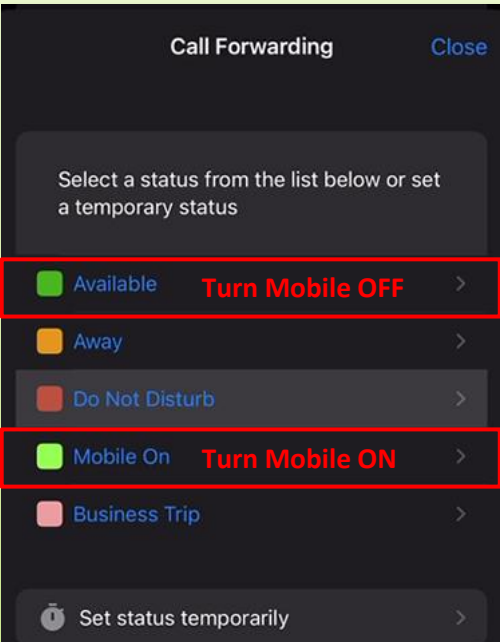 Call Forwarding Close
Select a status from the list below or set
a temporary status
Available Turn Mobile OFF
Away
Do Not Disturb
Mobile On Turn Mobile ON
Business Trip
Set status temporarily